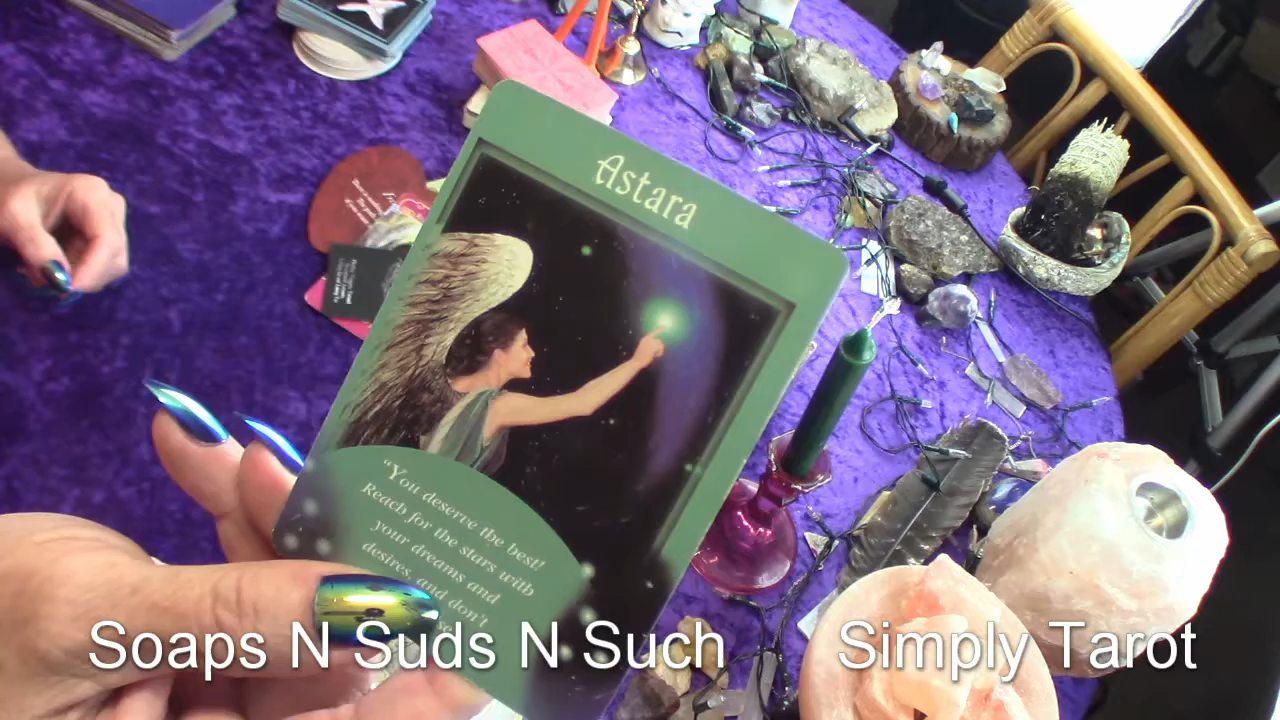 Astara
"You deserve the best!
Reach for the stars with
your dreams and
desires, and don't
Soaps N Suds N Such Simply Tarot